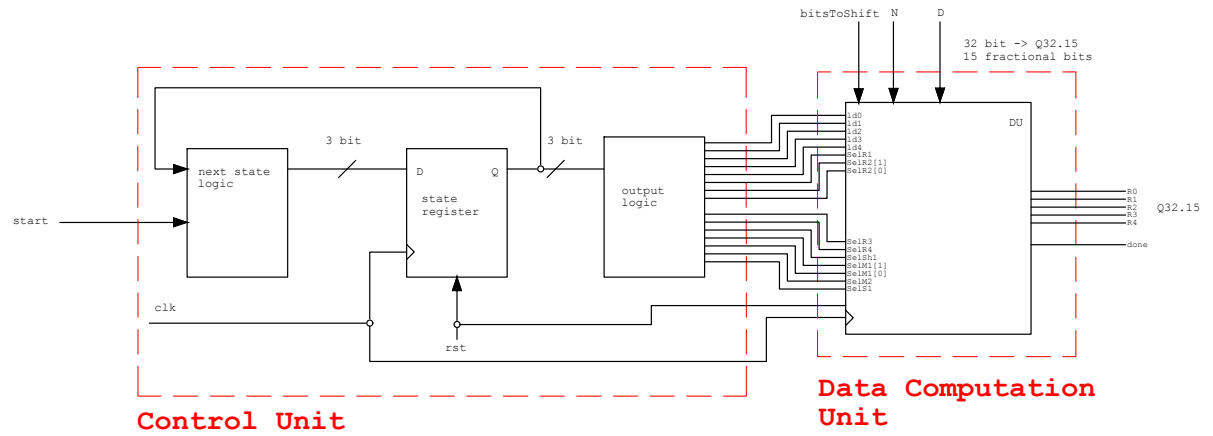 bitsToShift N D
32 bit -> Q32.15
15 fractional bits
3 bit
3 bit
next state
logic
D
Q
state
register
output
logic
start
clk
rst
ld0
ld1
ld2
ld3
ld4
SelR1
SelR2[1]
SelR2[0]
SelR3
SelR4
SelSh1
SelM1[1]
SelM1[0]
SelM2
SelS1
DU
R0
R1
R2
R3
R4
Q32.15
done
Control Unit
Data Computation
Unit